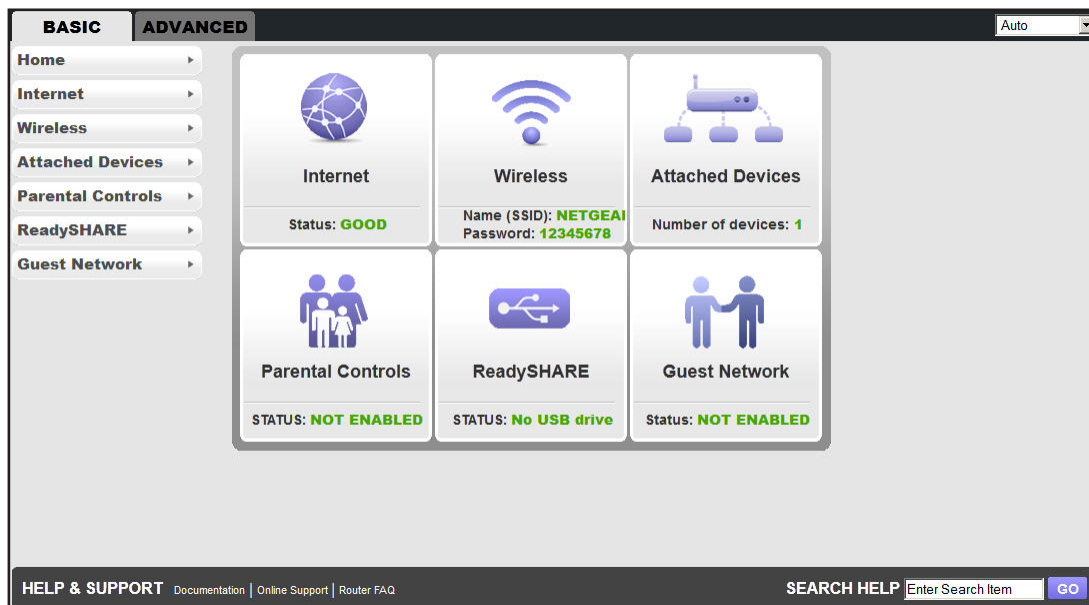 BASIC ADVANCED Auto
Home
Internet
Wireless
Attached Devices
Parental Controls
ReadySHARE
Guest Network
Internet
Status: GOOD
Wireless
Name (SSID): NETGEAR
Password: 12345678
Attached Devices
Number of devices: 1
Parental Controls
STATUS: NOT ENABLED
ReadySHARE
STATUS: No USB drive
Guest Network
Status: NOT ENABLED
HELP & SUPPORT Documentation | Online Support | Router FAQ SEARCH HELP Enter Search Item GO